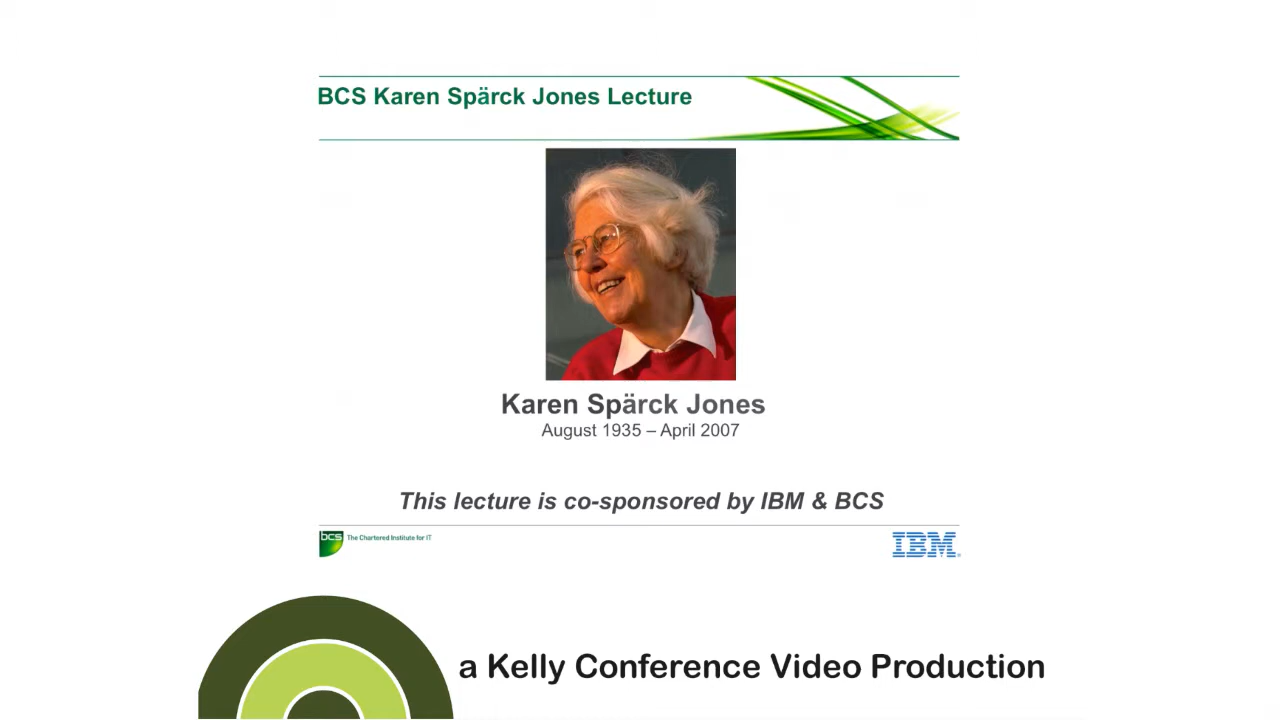 BCS Karen Spärck Jones Lecture
Karen Spärck Jones
August 1935 – April 2007
This lecture is co-sponsored by IBM & BCS
bcs The Chartered Institute for IT
IBM
a Kelly Conference Video Production